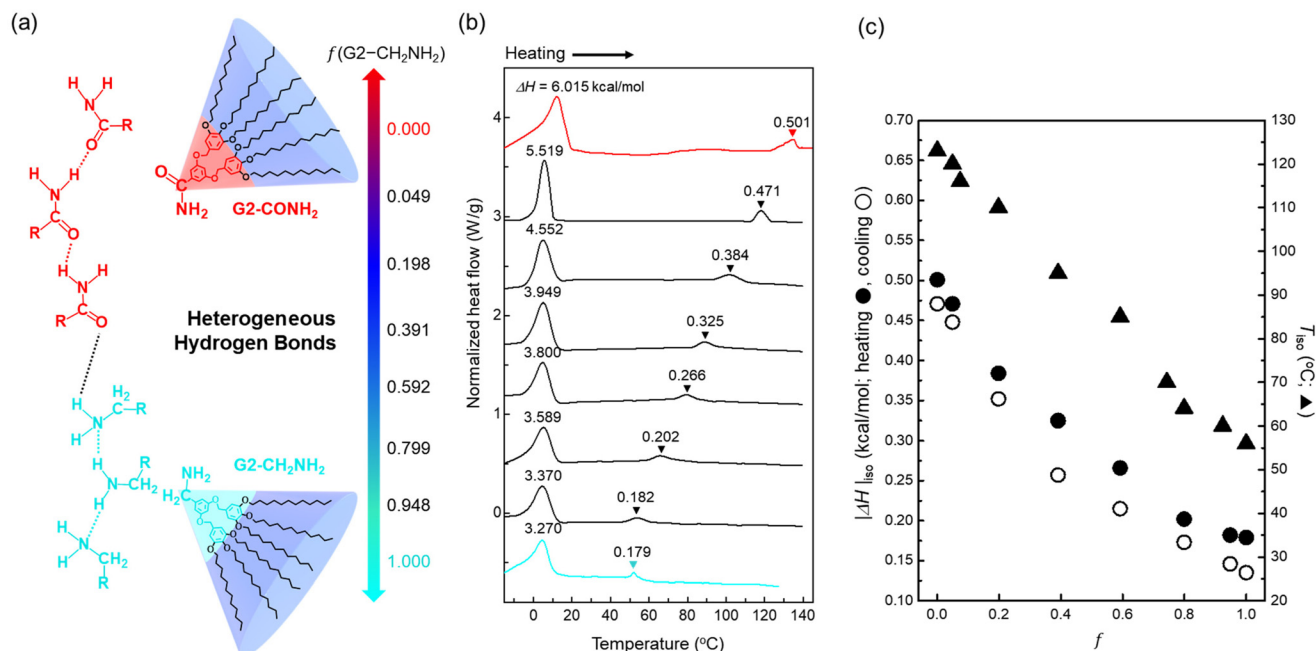 (a)
f(G2−CH2NH2)
0.000
0.049
0.198
0.391
0.592
0.799
0.948
1.000
H H
N
C
O R
H H
N
R C O
H H
N
R C O
Heterogeneous
Hydrogen Bonds
H
H N C H2 R
H
H N CH2 R
H
H N CH2
R
O
C
NH2
G2-CONH2
G2-CH2NH2
NH2
H2C
(b)
Heating
ΔH = 6.015 kcal/mol
0.501
5.519
0.471
4.552
0.384
3.949
0.325
3.800
0.266
3.589
0.202
3.370
0.182
3.270
0.179
Normalized heat flow (W/g)
4
3
2
1
0
0 20 40 60 80 100 120 140
Temperature (°C)
(c)
|ΔH|iso (kcal/mol; heating ●, cooling ○)
0.70
0.65
0.60
0.55
0.50
0.45
0.40
0.35
0.30
0.25
0.20
0.15
0.10
130
120
110
100
90
80
70
60
50
40
30
20
Tiso (°C; ▲)
0.0 0.2 0.4 0.6 0.8 1.0
f